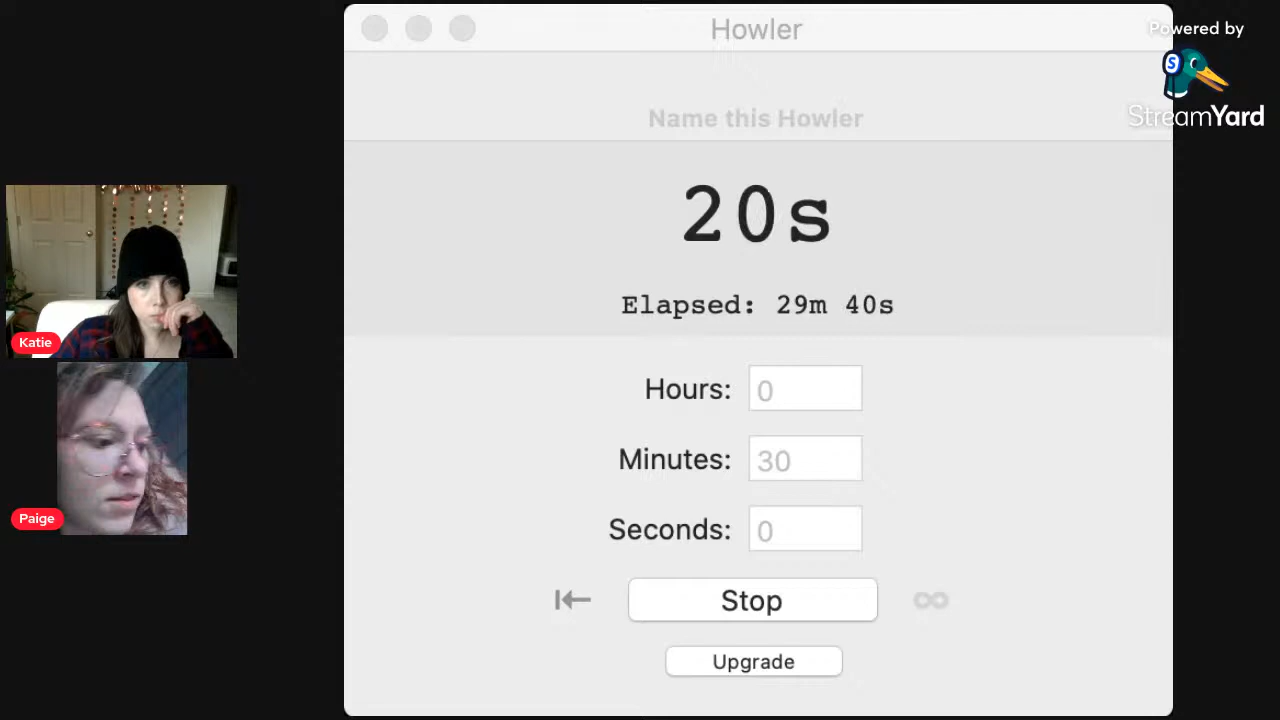 Howler
Powered by
StreamYard
Name this Howler
20s
Elapsed: 29m 40s
Hours: 0
Minutes: 30
Seconds: 0
Stop
Upgrade
Katie
Paige